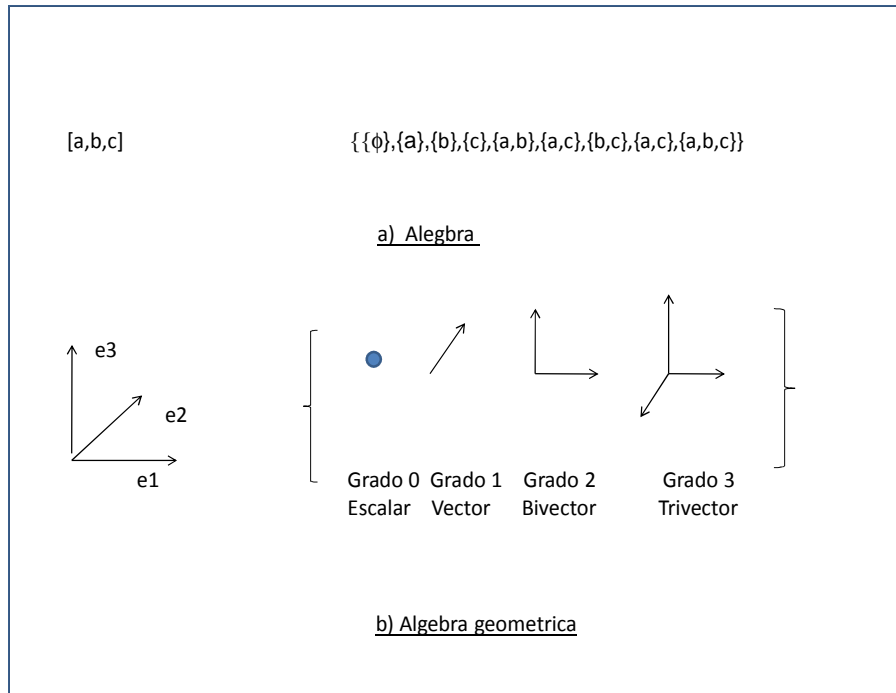 [a,b,c] {{ϕ},{a},{b},{c},{a,b},{a,c},{b,c},{a,c},{a,b,c}}
a) Alegbra
e3
e2
e1
Grado 0 Grado 1 Grado 2 Grado 3
Escalar Vector Bivector Trivector
b) Algebra geometrica